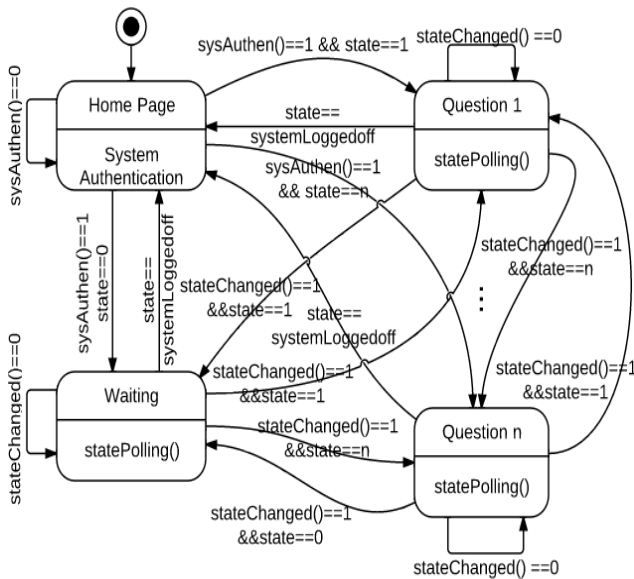 sysAuthen()==1 && state==1
stateChanged() ==0
sysAuthen()==0
Home Page
System
Authentication
state==
systemLoggedoff
Question 1
statePolling()
sysAuthen()==1
&& state==n
sysAuthen()==1
state==0
state==
systemLoggedoff
stateChanged()==1
&&state==n
stateChanged()==1
&&state==1
...
state==
systemLoggedoff
stateChanged()==0
Waiting
statePolling()
stateChanged()==1
&&state==1
stateChanged()==1
&&state==1
stateChanged()==1
&&state==n
Question n
statePolling()
stateChanged()==1
&&state==0
stateChanged() ==0